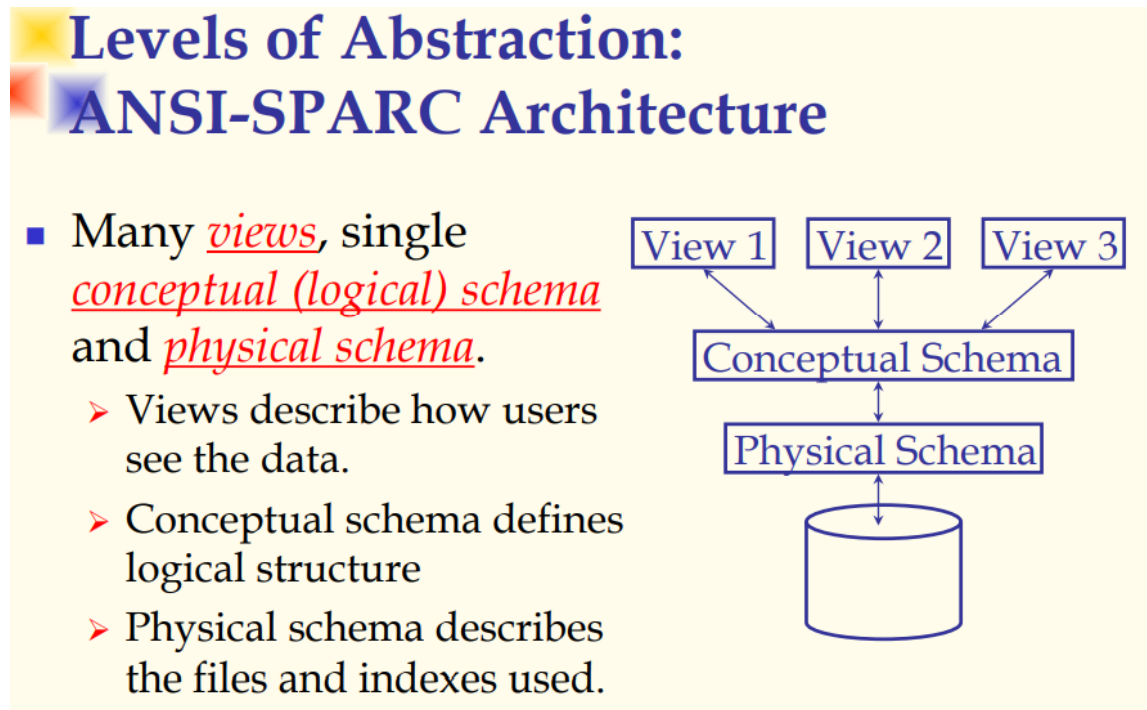 Levels of Abstraction:
ANSI-SPARC Architecture
Many views, single
conceptual (logical) schema
and physical schema.
Views describe how users
see the data.
Conceptual schema defines
logical structure
Physical schema describes
the files and indexes used.
View 1 View 2 View 3
Conceptual Schema
Physical Schema